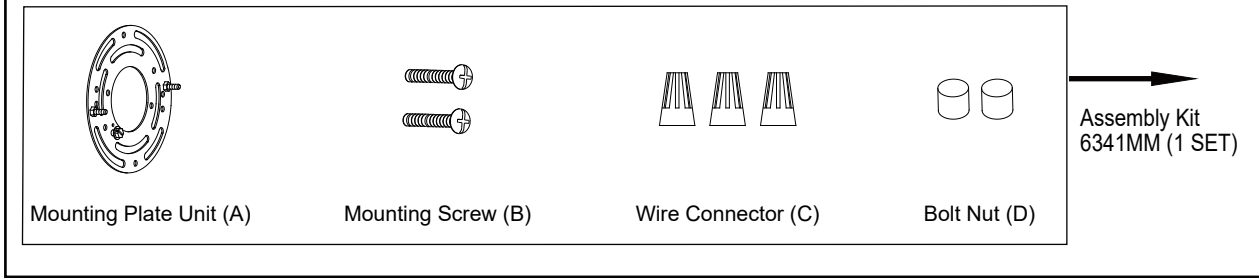 Mounting Plate Unit (A)
Mounting Screw (B)
Wire Connector (C)
Bolt Nut (D)
Assembly Kit
6341MM (1 SET)